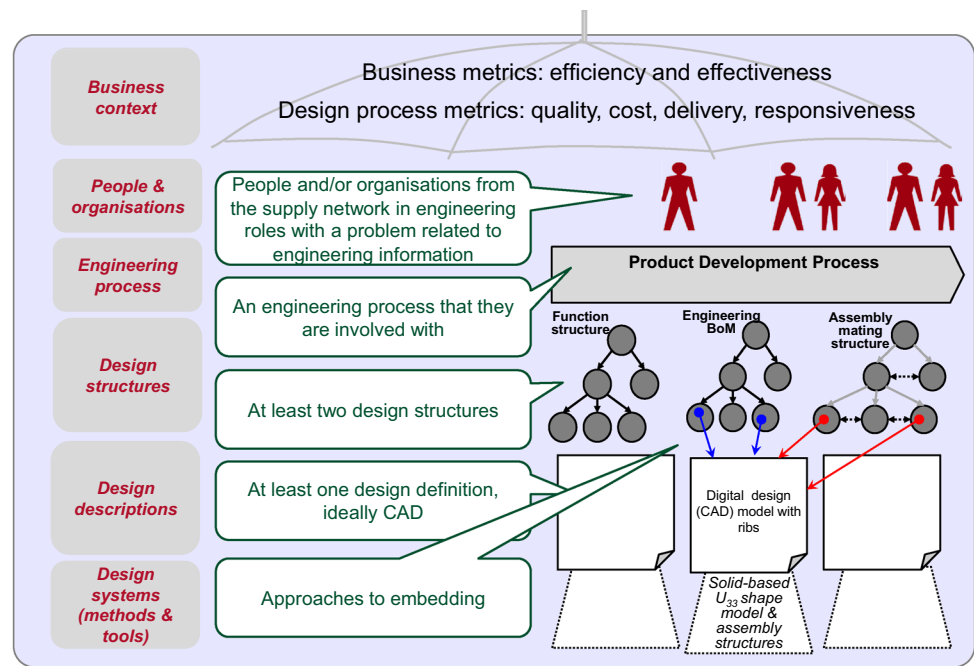 Business
context
Business metrics: efficiency and effectiveness
Design process metrics: quality, cost, delivery, responsiveness
People &
organisations
People and/or organisations from
the supply network in engineering
roles with a problem related to
engineering information
Engineering
process
Product Development Process
An engineering process that they
are involved with
Design
structures
Function
structure
Engineering
BoM
Assembly
mating
structure
At least two design structures
Design
descriptions
At least one design definition,
ideally CAD
Digital design
(CAD) model with
ribs
Design
systems
(methods &
tools)
Approaches to embedding
Solid-based
U33 shape
model &
assembly
structures